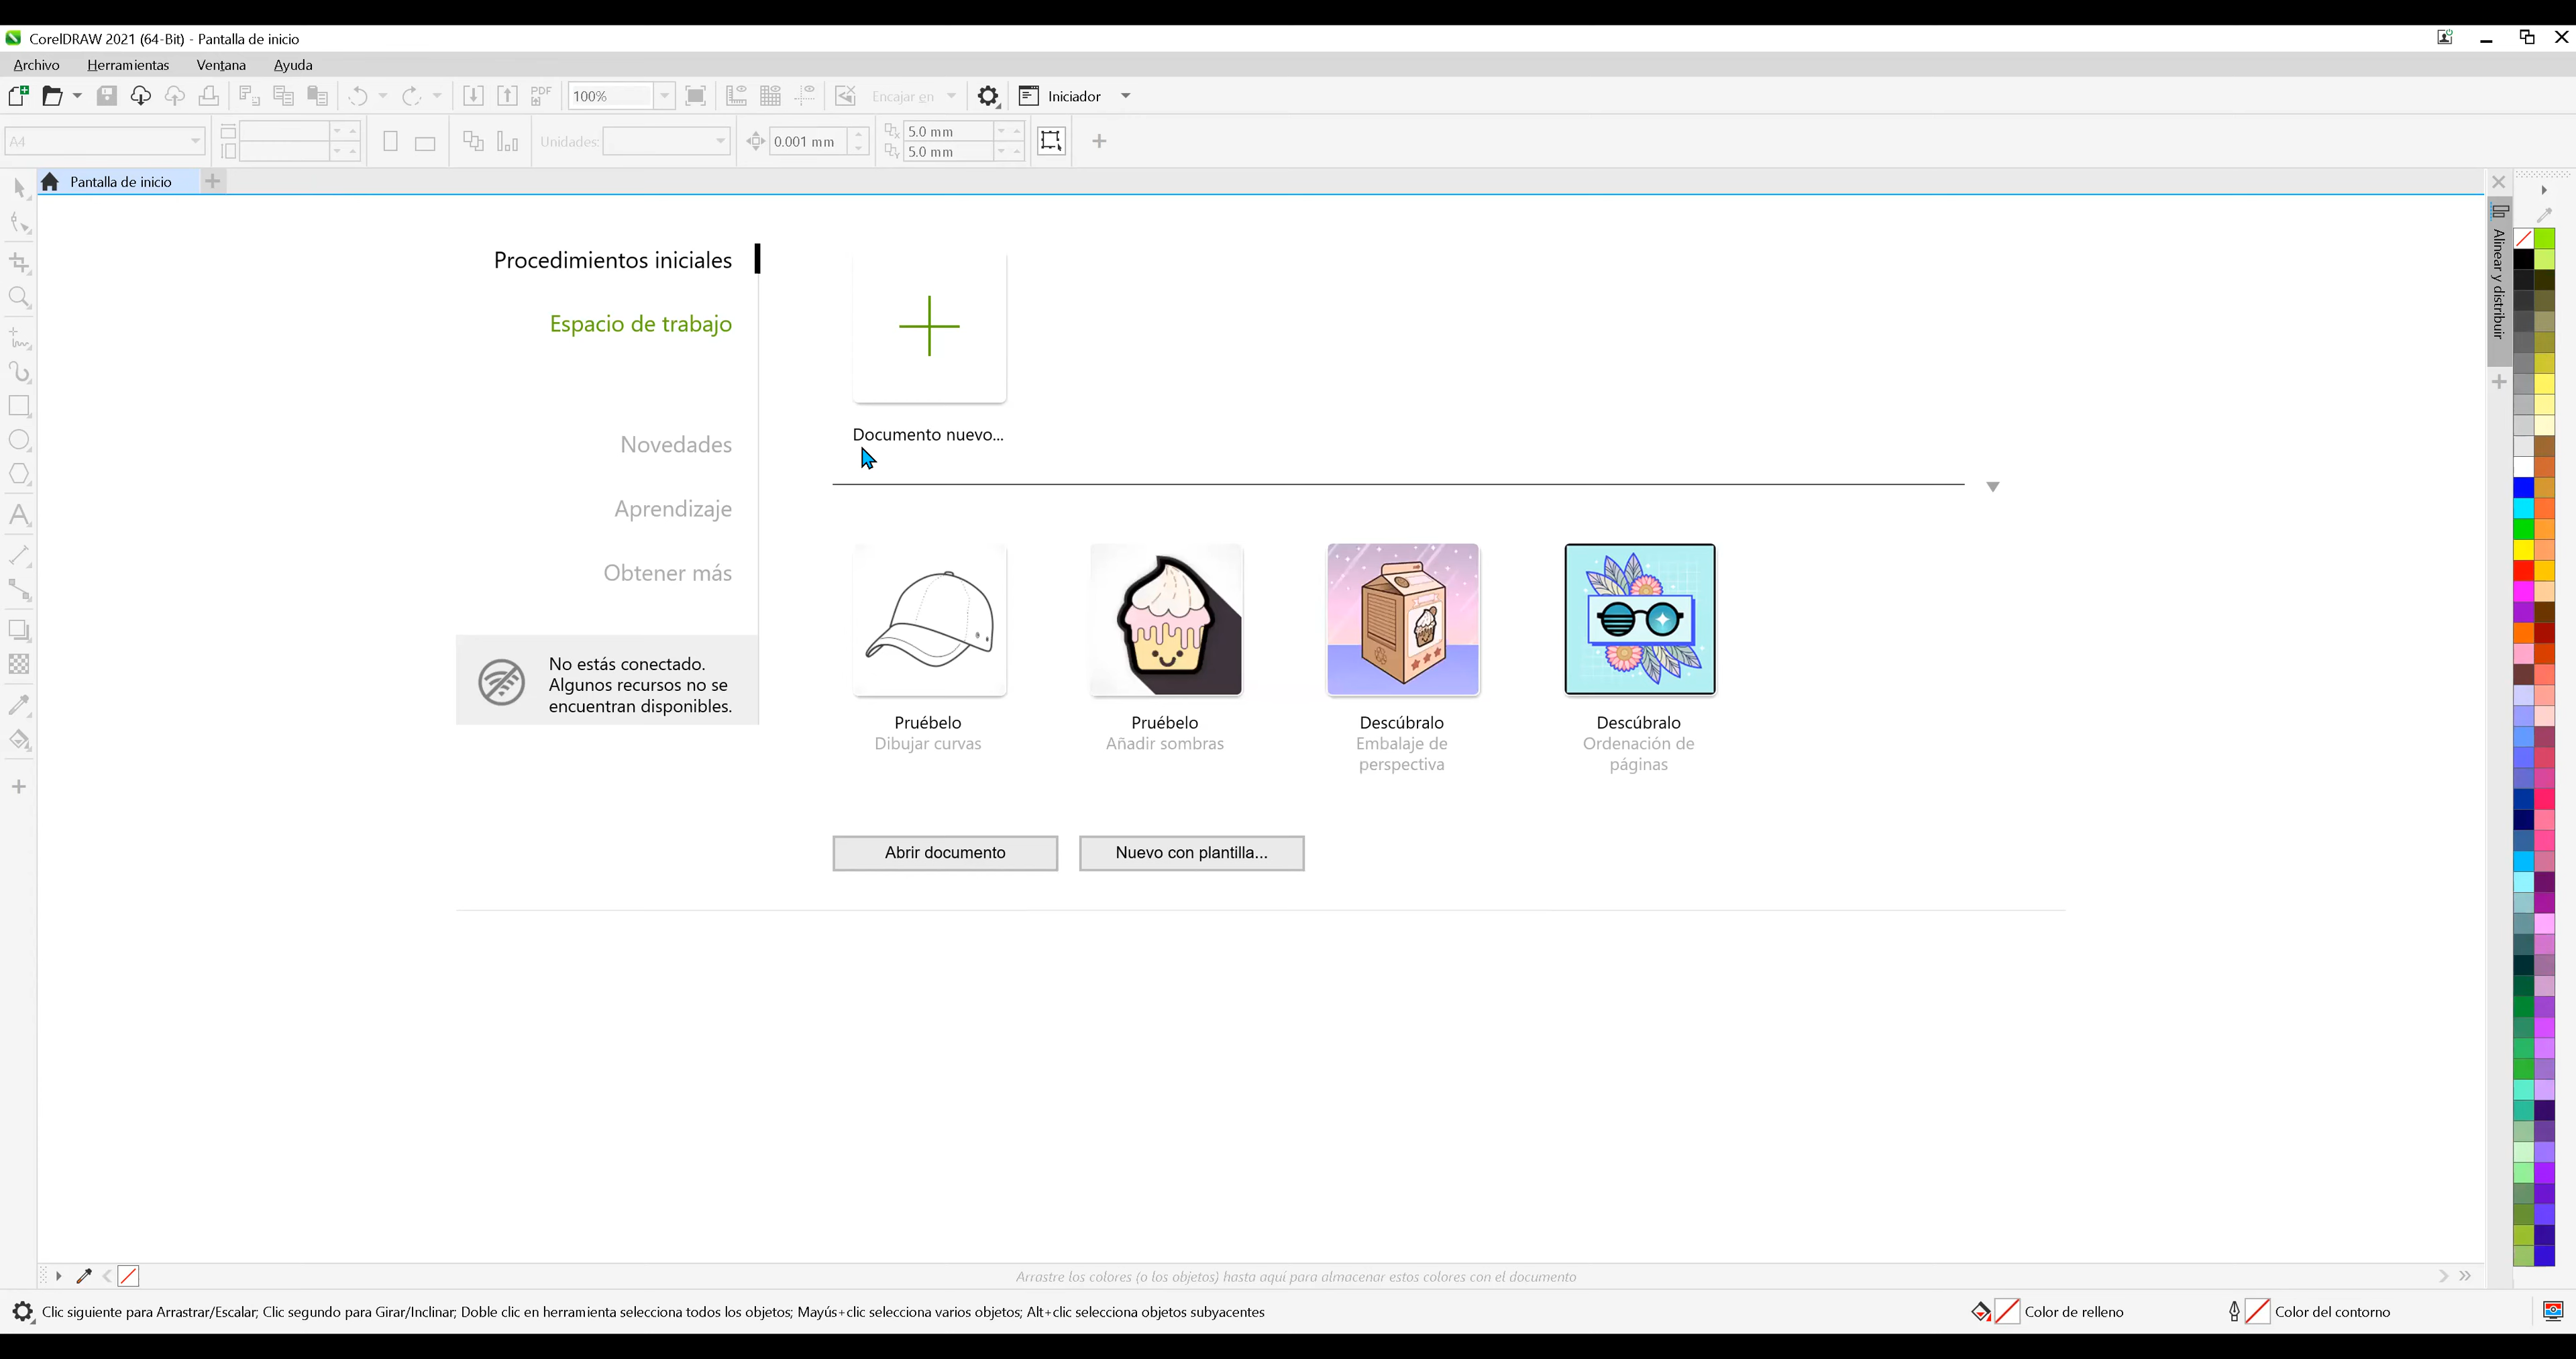 CorelDRAW 2021 (64-Bit) - Pantalla de inicio
Archivo Herramientas Ventana Ayuda
PDF 100% Encajar en Iniciador
A4 Unidades: 0.001 mm 5.0 mm
5.0 mm
Pantalla de inicio
Procedimientos iniciales
Espacio de trabajo
Novedades
Aprendizaje
Obtener más
No estás conectado.
Algunos recursos no se
encuentran disponibles.
Documento nuevo...
Pruébelo
Dibujar curvas
Pruébelo
Añadir sombras
Descúbralo
Embalaje de
perspectiva
Descúbralo
Ordenación de
páginas
Abrir documento Nuevo con plantilla...
Alinear y distribuir
Arrastre los colores (o los objetos) hasta aquí para almacenar estos colores con el documento
Clic siguiente para Arrastrar/Escalar; Clic segundo para Girar/Inclinar; Doble clic en herramienta selecciona todos los objetos; Mayús+clic selecciona varios objetos; Alt+clic selecciona objetos subyacentes
Color de relleno Color del contorno